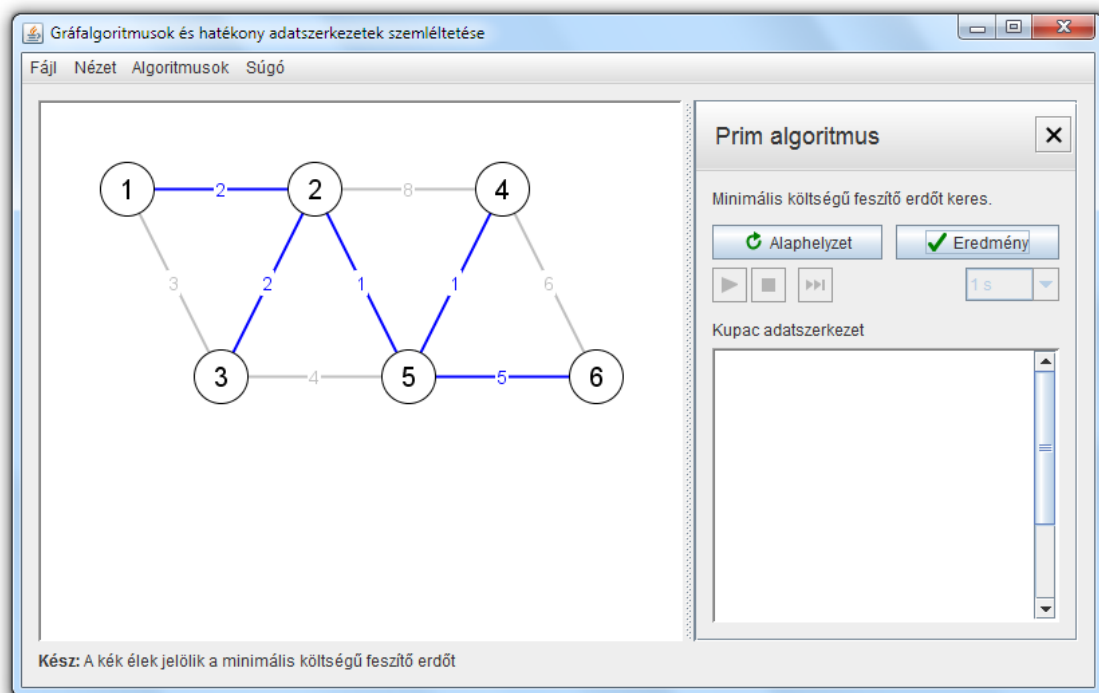 Gráfalgoritmusok és hatékony adatszerkezetek szemléltetése
Fájl Nézet Algoritmusok Súgó
1 2 2 8 4
3 2 1 1 6
3 4 5 5 6
Prim algoritmus
Minimális költségű feszítő erdőt keres.
Alaphelyzet Eredmény
1 s
Kupac adatszerkezet
Kész: A kék élek jelölik a minimális költségű feszítő erdőt